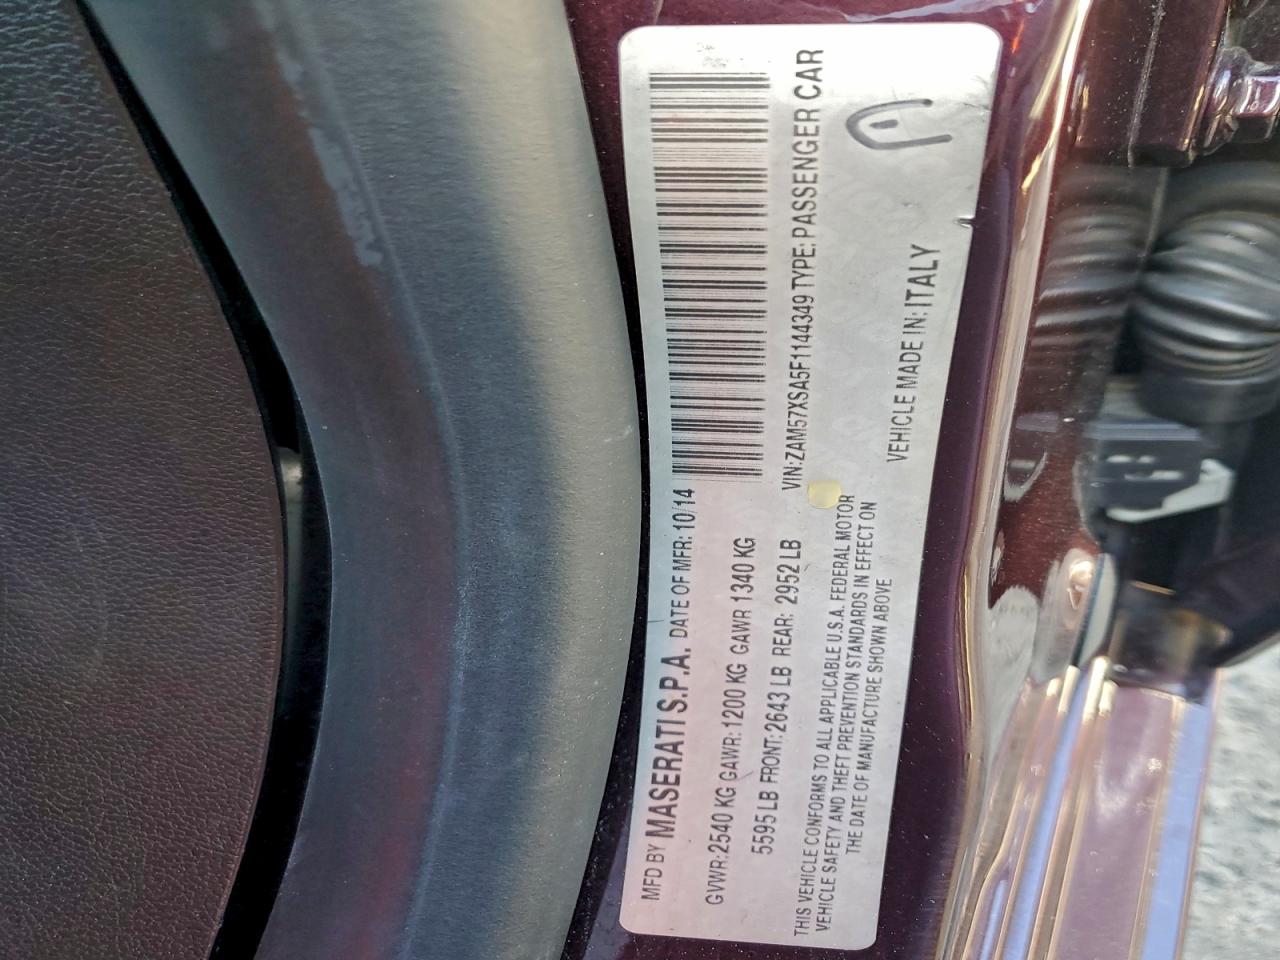 MFD BY MASERATI S.P.A. DATE OF MFR: 10/14
GVWR: 2540 KG GAWR: 1200 KG GAWR 1340 KG
5595 LB FRONT: 2643 LB REAR: 2952 LB
VIN: ZAM57XSA5F1144349 TYPE: PASSENGER CAR
THIS VEHICLE CONFORMS TO ALL APPLICABLE U.S.A. FEDERAL MOTOR
VEHICLE SAFETY AND THEFT PREVENTION STANDARDS IN EFFECT ON
THE DATE OF MANUFACTURE SHOWN ABOVE
VEHICLE MADE IN: ITALY
A